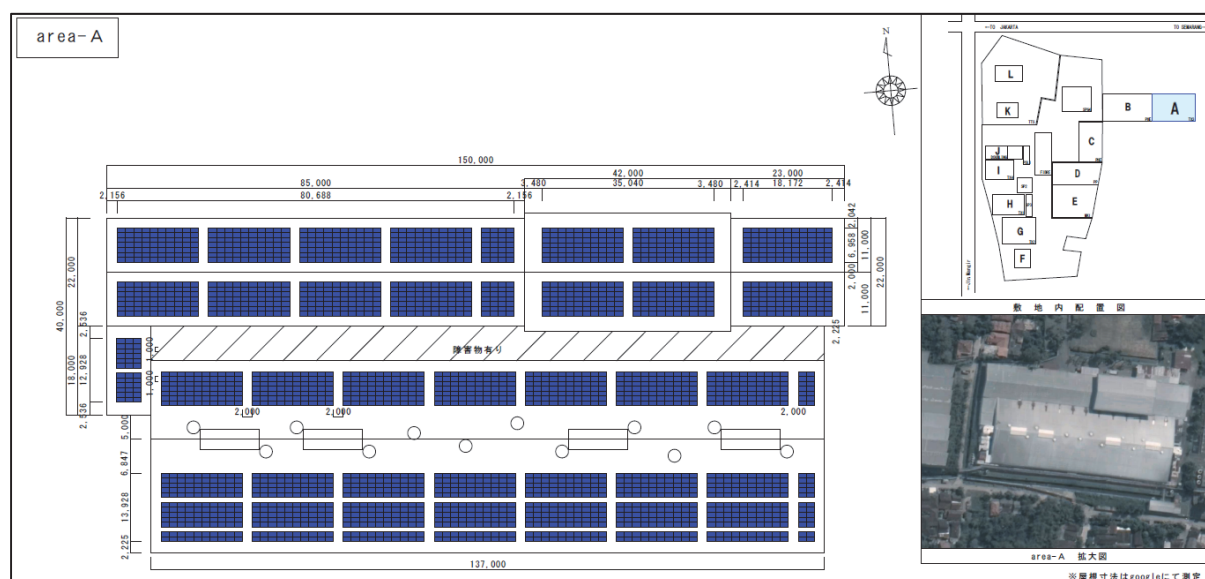 area-A
N
150,000
42,000
23,000
85,000
3,480
35,040
3,480
2,414
18,172
2,414
2,156
80,688
2,156
2,042
6,958
11,000
22,000
2,000
11,000
2,225
22,000
40,000
2,536
18,000
12,928
2,536
1,000
1,000
障害物有り
2,000
2,000
2,000
5,000
6,847
13,928
2,225
137,000
←TO JAKARTA
TO SEMARANG→
L
K
B
A
C
J
I
D
E
H
G
F
敷地内配置図
area-A 拡大図
※屋根寸法はgoogleにて測定